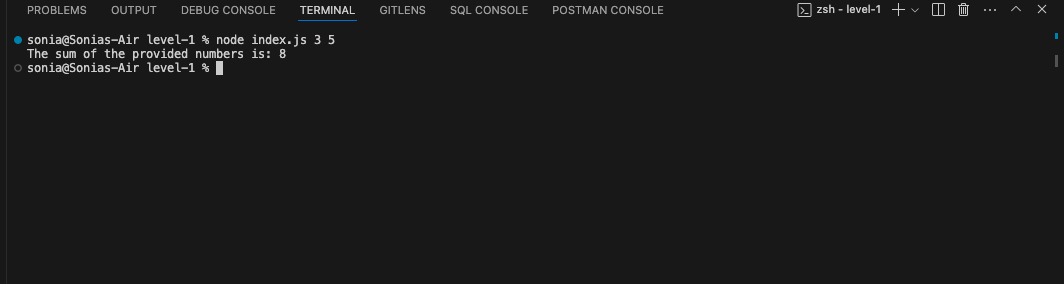 PROBLEMS OUTPUT DEBUG CONSOLE TERMINAL GITLENS SQL CONSOLE POSTMAN CONSOLE zsh - level-1
sonia@Sonias-Air level-1 % node index.js 3 5
The sum of the provided numbers is: 8
sonia@Sonias-Air level-1 %